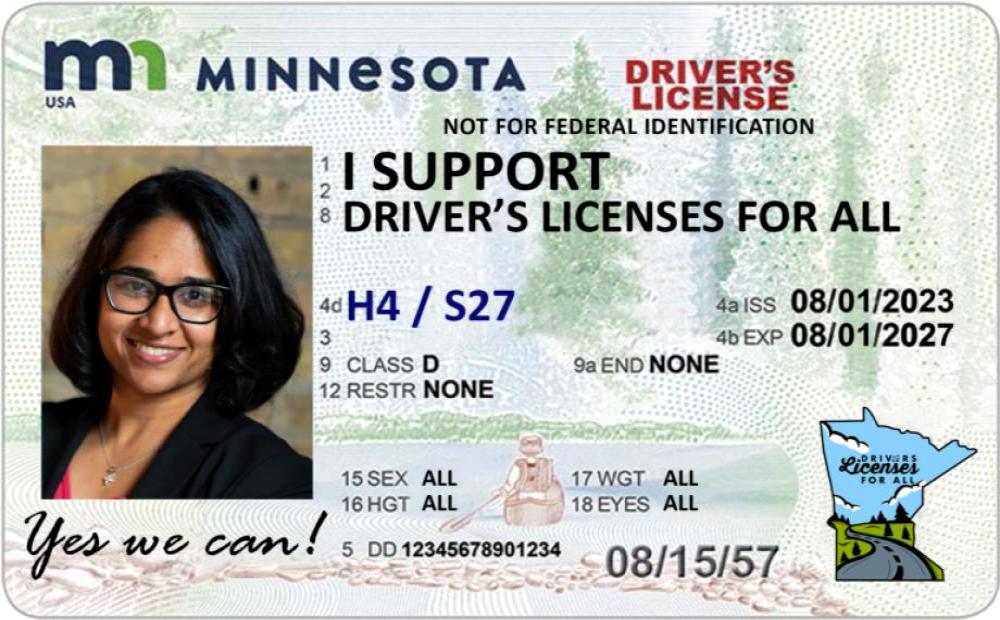 mn MINNESOTA
USA
DRIVER'S
LICENSE
NOT FOR FEDERAL IDENTIFICATION
1 I SUPPORT
2
8 DRIVER'S LICENSES FOR ALL
4d H4 / S27
4a ISS 08/01/2023
3
4b EXP 08/01/2027
9 CLASS D
9a END NONE
12 RESTR NONE
15 SEX ALL
17 WGT ALL
16 HGT ALL
18 EYES ALL
DRIVERS
Licenses
FOR ALL
Yes we can!
5 DD 12345678901234
08/15/57